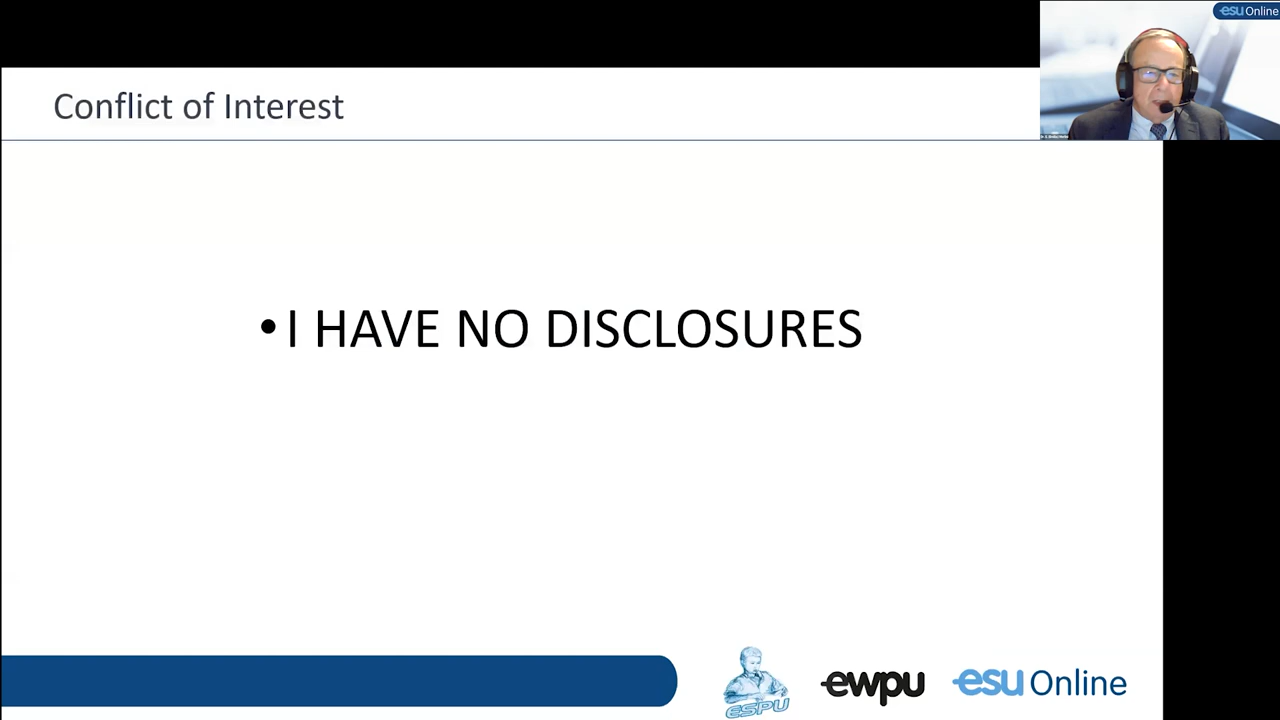 esu Online
Conflict of Interest
• I HAVE NO DISCLOSURES
ESPU
ewpu
esu Online